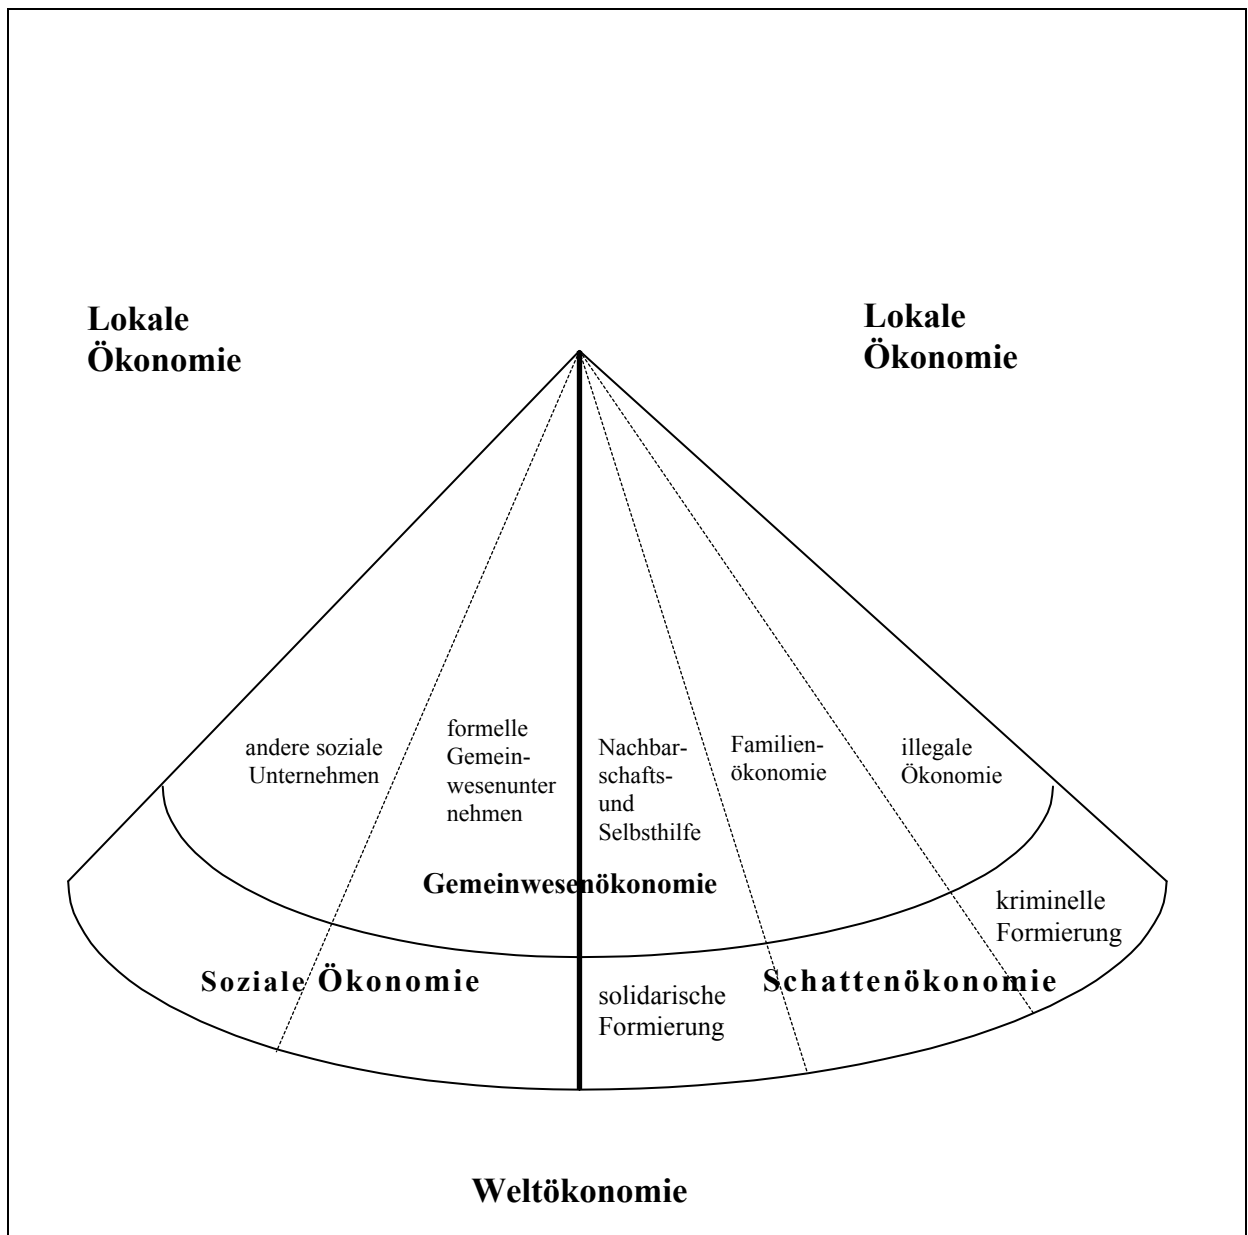 Lokale
Ökonomie
Lokale
Ökonomie
andere soziale
Unternehmen
formelle
Gemein-
wesenunter
nehmen
Nachbar-
schafts-
und
Selbsthilfe
Familien-
ökonomie
illegale
Ökonomie
Gemeinwesenökonomie
kriminelle
Formierung
Soziale Ökonomie
solidarische
Formierung
Schattenökonomie
Weltökonomie